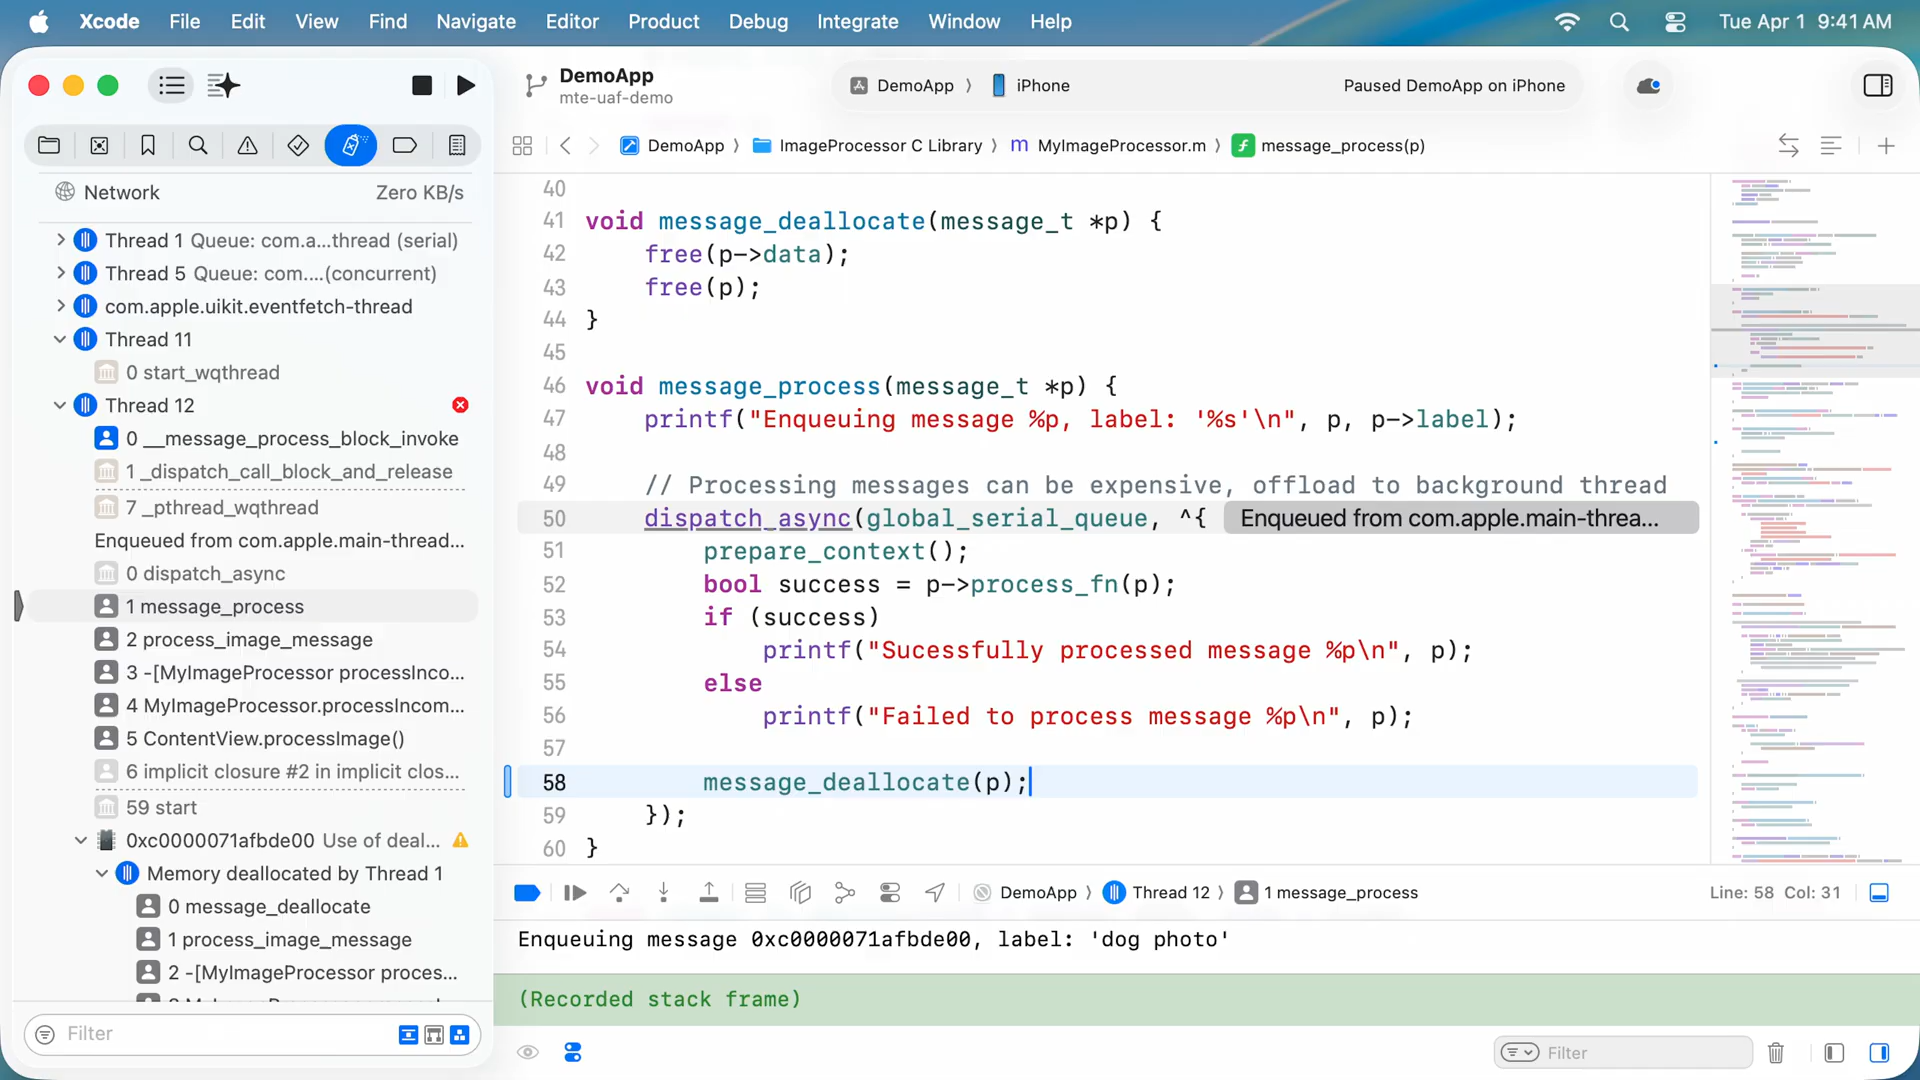 Xcode File Edit View Find Navigate Editor Product Debug Integrate Window Help Tue Apr 1 9:41 AM
DemoApp
mte-uaf-demo
DemoApp 〉 iPhone Paused DemoApp on iPhone
DemoApp 〉 ImageProcessor C Library 〉 m MyImageProcessor.m 〉 f message_process(p)
Network Zero KB/s
Thread 1 Queue: com.a...thread (serial)
Thread 5 Queue: com....(concurrent)
com.apple.uikit.eventfetch-thread
Thread 11
0 start_wqthread
Thread 12
0 __message_process_block_invoke
1 _dispatch_call_block_and_release
7 _pthread_wqthread
Enqueued from com.apple.main-thread...
0 dispatch_async
1 message_process
2 process_image_message
3 -[MyImageProcessor processInco...
4 MyImageProcessor.processIncom...
5 ContentView.processImage()
6 implicit closure #2 in implicit clos...
59 start
0xc0000071afbde00 Use of deal...
Memory deallocated by Thread 1
0 message_deallocate
1 process_image_message
2 -[MyImageProcessor proces...
Filter
40
41 void message_deallocate(message_t *p) {
42     free(p->data);
43     free(p);
44 }
45
46 void message_process(message_t *p) {
47     printf("Enqueuing message %p, label: '%s'\n", p, p->label);
48
49     // Processing messages can be expensive, offload to background thread
50     dispatch_async(global_serial_queue, ^{ Enqueued from com.apple.main-threa...
51         prepare_context();
52         bool success = p->process_fn(p);
53         if (success)
54             printf("Sucessfully processed message %p\n", p);
55         else
56             printf("Failed to process message %p\n", p);
57
58         message_deallocate(p);
59     });
60 }
DemoApp 〉 Thread 12 〉 1 message_process Line: 58 Col: 31
Enqueuing message 0xc0000071afbde00, label: 'dog photo'
(Recorded stack frame)
Filter